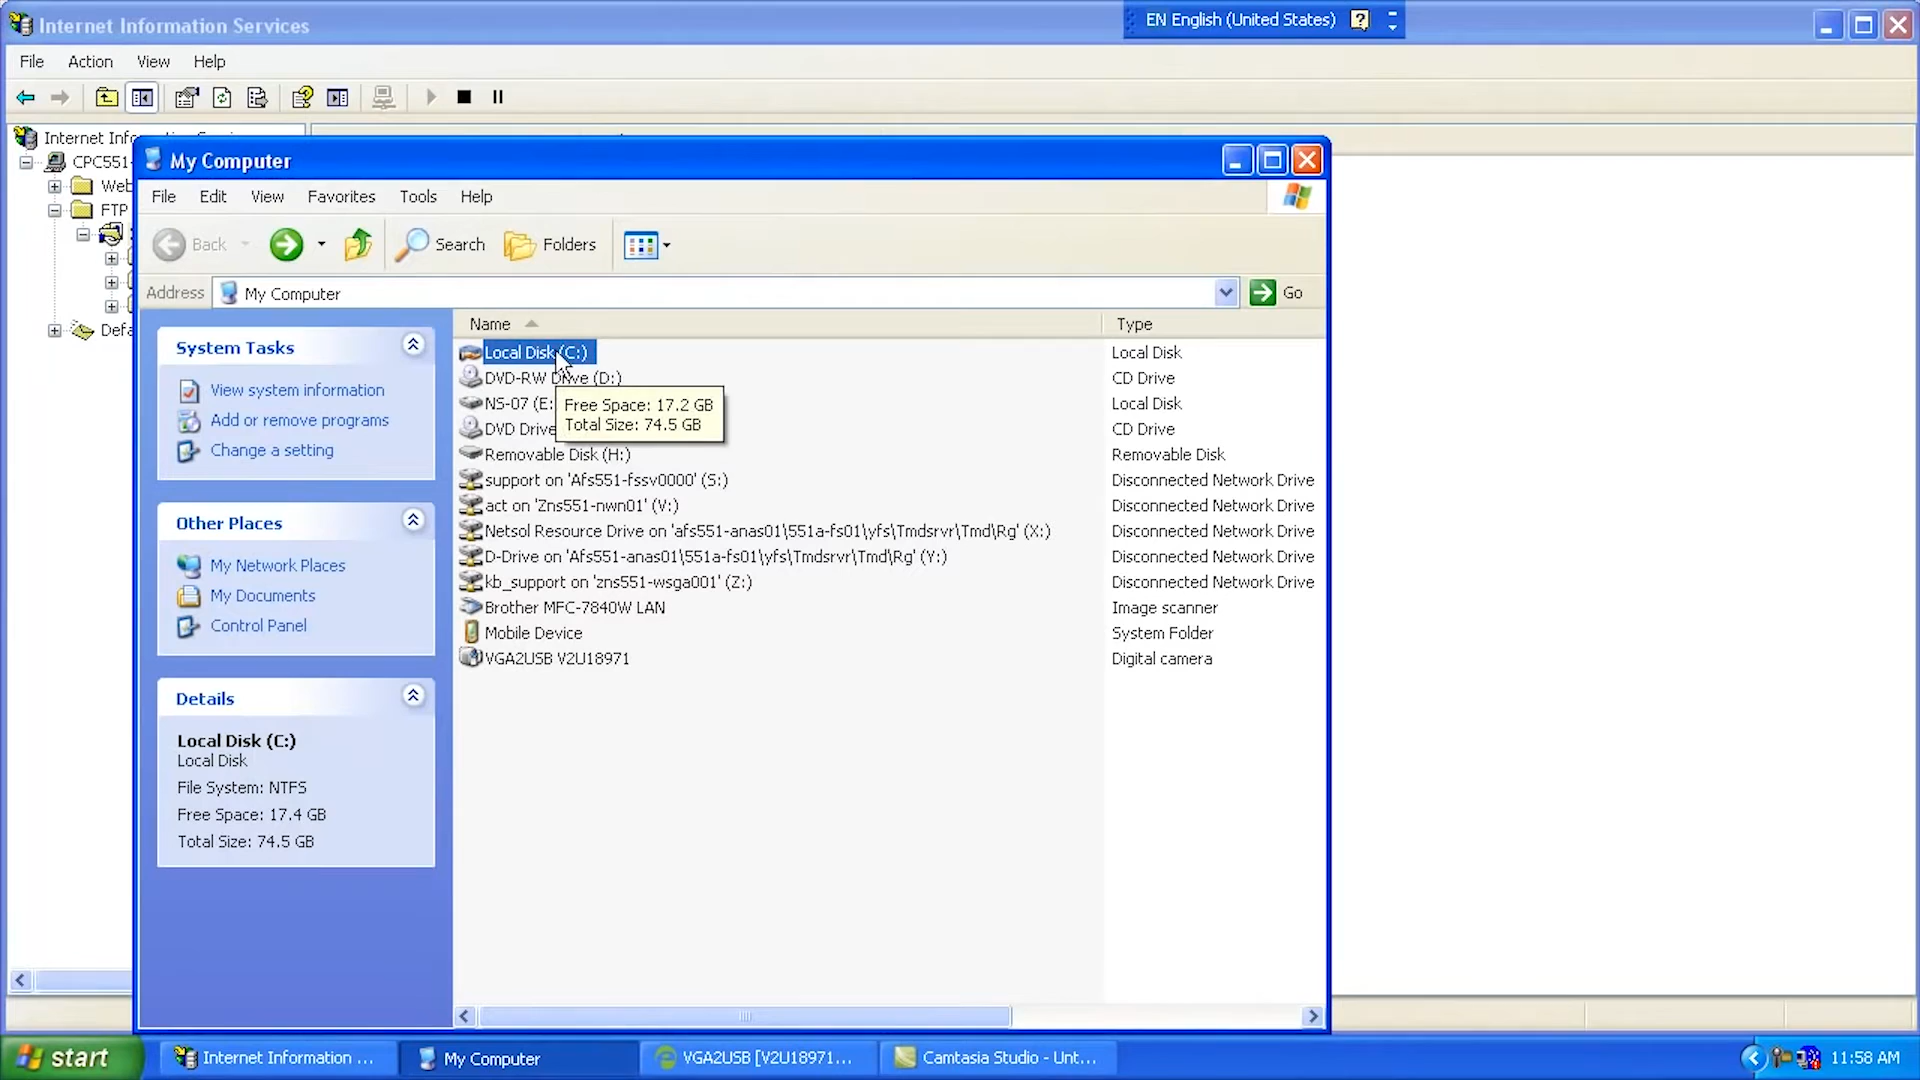 Internet Information Services
EN English (United States)
File Action View Help
Internet Info
CPC551-
Web
FTP
Defa
My Computer
File Edit View Favorites Tools Help
Back Search Folders
Address My Computer Go
System Tasks
View system information
Add or remove programs
Change a setting
Other Places
My Network Places
My Documents
Control Panel
Details
Local Disk (C:)
Local Disk
File System: NTFS
Free Space: 17.4 GB
Total Size: 74.5 GB
Name Type
Local Disk (C:) Local Disk
DVD-RW Drive (D:) CD Drive
NS-07 (E: Local Disk
DVD Drive CD Drive
Removable Disk (H:) Removable Disk
support on 'Afs551-fssv0000' (S:) Disconnected Network Drive
act on 'Zns551-nwn01' (V:) Disconnected Network Drive
Netsol Resource Drive on 'afs551-anas01\551a-fs01\yfs\Tmdsrvr\Tmd\Rg' (X:) Disconnected Network Drive
D-Drive on 'Afs551-anas01\551a-fs01\yfs\Tmdsrvr\Tmd\Rg' (Y:) Disconnected Network Drive
kb_support on 'zns551-wsga001' (Z:) Disconnected Network Drive
Brother MFC-7840W LAN Image scanner
Mobile Device System Folder
VGA2USB V2U18971 Digital camera
Free Space: 17.2 GB
Total Size: 74.5 GB
start Internet Information ... My Computer VGA2USB [V2U18971... Camtasia Studio - Unt... 11:58 AM